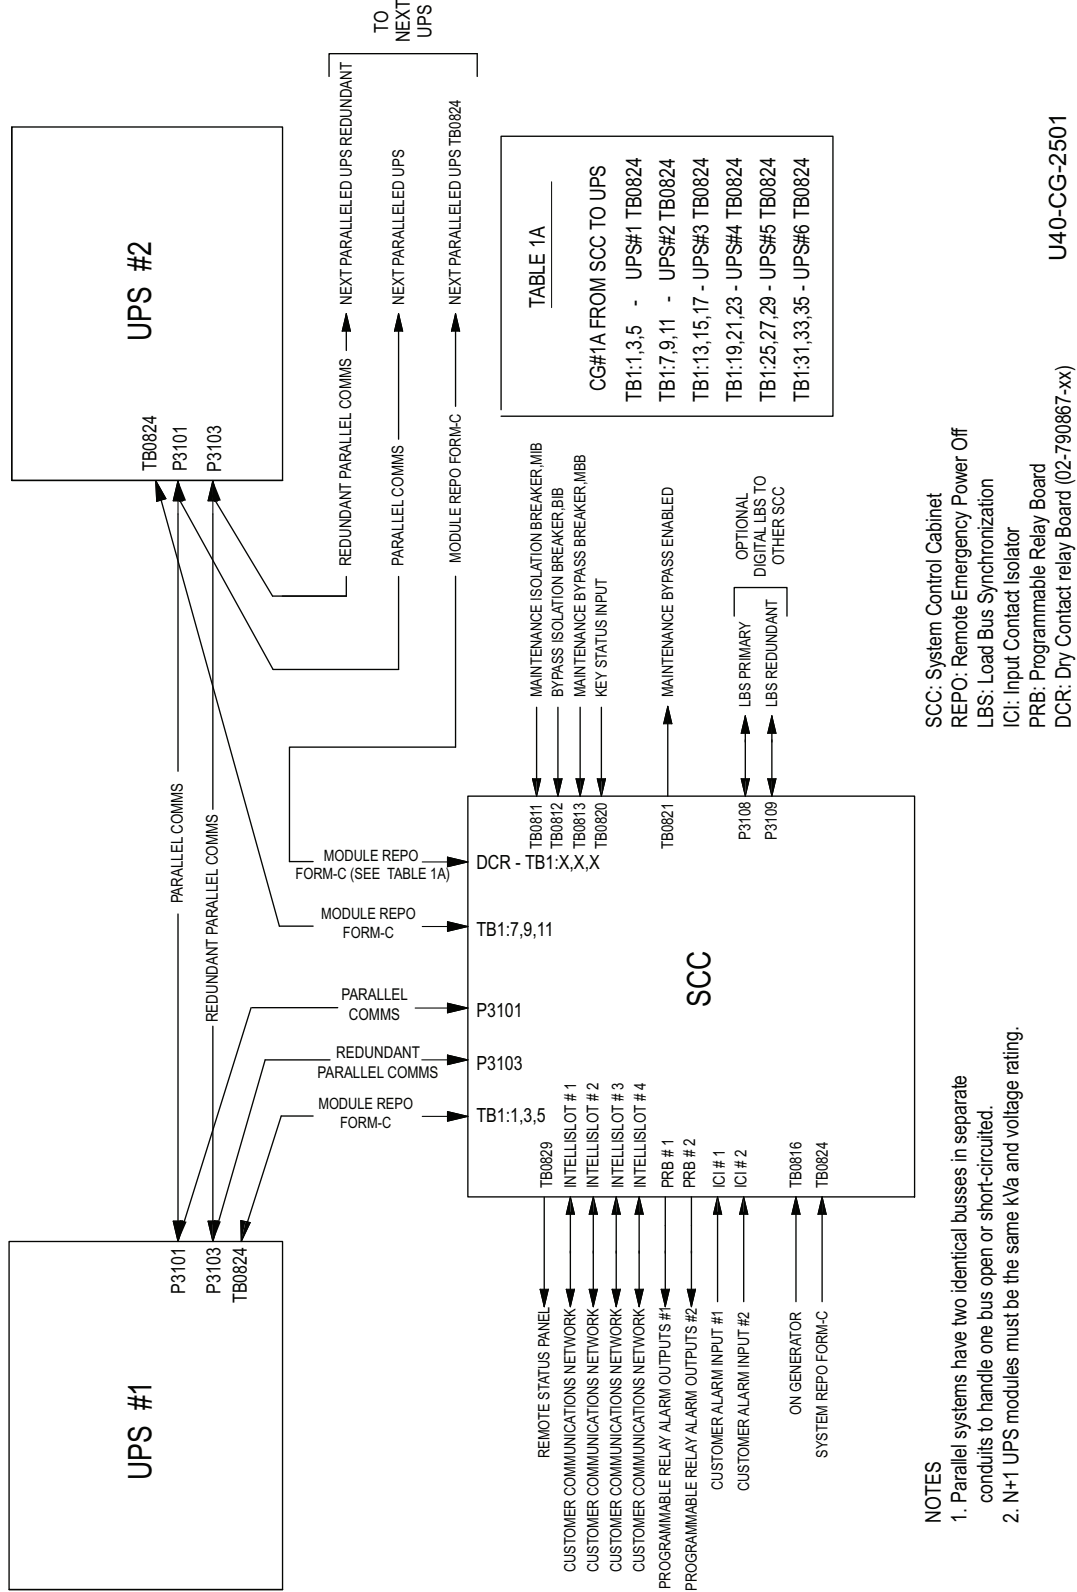 UPS #1
P3101
P3103
TB0824
UPS #2
TB0824
P3101
P3103
PARALLEL COMMS
REDUNDANT PARALLEL COMMS
TO
NEXT
UPS
REDUNDANT PARALLEL COMMS
NEXT PARALLELED UPS REDUNDANT
PARALLEL COMMS
NEXT PARALLELED UPS
MODULE REPO FORM-C
NEXT PARALLELED UPS TB0824
MODULE REPO
FORM-C
REDUNDANT
PARALLEL COMMS
PARALLEL
COMMS
MODULE REPO
FORM-C
MODULE REPO
FORM-C (SEE TABLE 1A)
TB1:1,3,5
P3103
P3101
TB1:7,9,11
DCR - TB1:X,X,X
SCC
REMOTE STATUS PANEL
TB0829
CUSTOMER COMMUNICATIONS NETWORK
INTELLISLOT # 1
CUSTOMER COMMUNICATIONS NETWORK
INTELLISLOT # 2
CUSTOMER COMMUNICATIONS NETWORK
INTELLISLOT # 3
CUSTOMER COMMUNICATIONS NETWORK
INTELLISLOT # 4
PROGRAMMABLE RELAY ALARM OUTPUTS #1
PRB # 1
PROGRAMMABLE RELAY ALARM OUTPUTS #2
PRB # 2
CUSTOMER ALARM INPUT #1
ICI # 1
CUSTOMER ALARM INPUT #2
ICI # 2
ON GENERATOR
TB0816
SYSTEM REPO FORM-C
TB0824
TB0811
MAINTENANCE ISOLATION BREAKER,MIB
TB0812
BYPASS ISOLATION BREAKER,BIB
TB0813
MAINTENANCE BYPASS BREAKER,MBB
TB0820
KEY STATUS INPUT
TB0821
MAINTENANCE BYPASS ENABLED
P3108
LBS PRIMARY
P3109
LBS REDUNDANT
OPTIONAL
DIGITAL LBS TO
OTHER SCC
TABLE 1A
CG#1A FROM SCC TO UPS
TB1:1,3,5 - UPS#1 TB0824
TB1:7,9,11 - UPS#2 TB0824
TB1:13,15,17 - UPS#3 TB0824
TB1:19,21,23 - UPS#4 TB0824
TB1:25,27,29 - UPS#5 TB0824
TB1:31,33,35 - UPS#6 TB0824
NOTES
1. Parallel systems have two identical busses in separate
conduits to handle one bus open or short-circuited.
2. N+1 UPS modules must be the same kVa and voltage rating.
SCC: System Control Cabinet
REPO: Remote Emergency Power Off
LBS: Load Bus Synchronization
ICI: Input Contact Isolator
PRB: Programmable Relay Board
DCR: Dry Contact relay Board (02-790867-xx)
U40-CG-2501